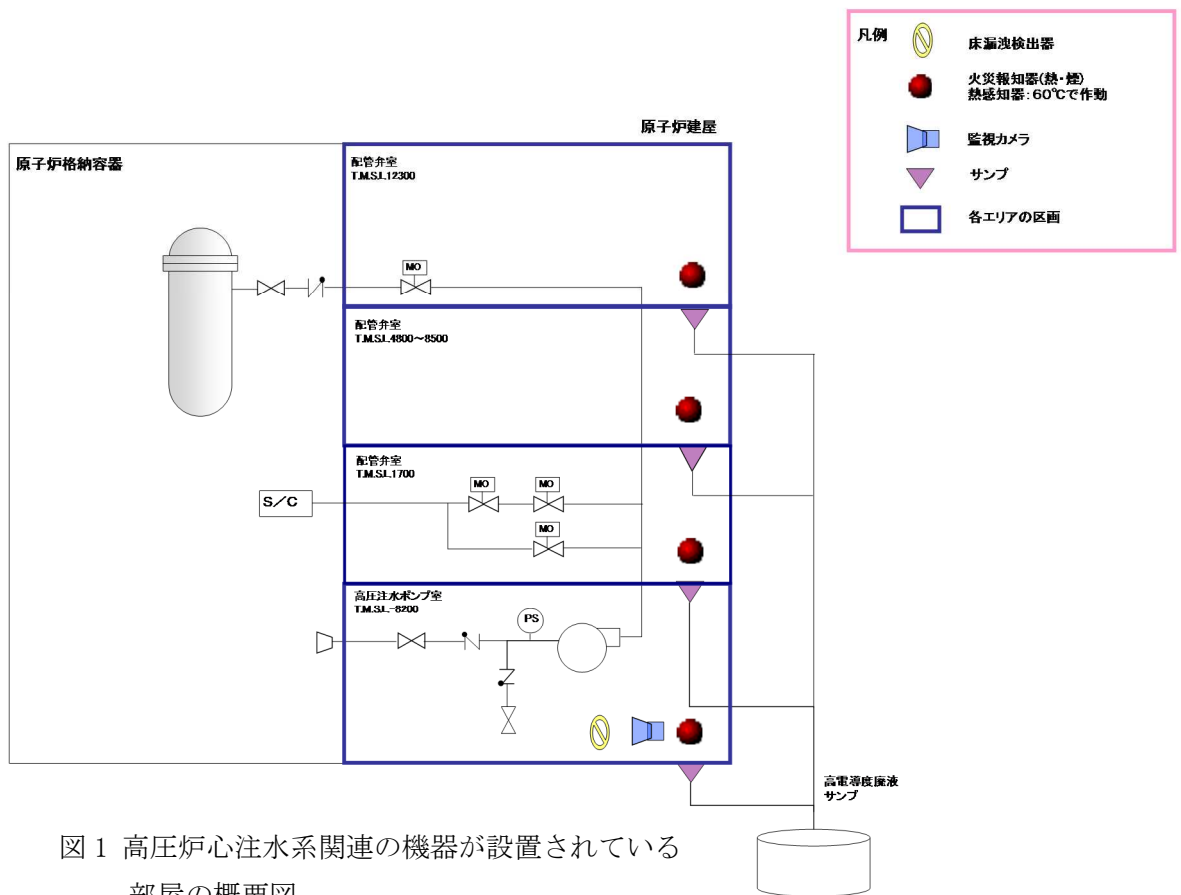 凡例
床漏洩検出器
火災報知器(熱・煙)
熱感知器:60℃で作動
監視カメラ
サンプ
各エリアの区画
原子炉建屋
原子炉格納容器
配管弁室
T.M.S.L.12300
MO
配管弁室
T.M.S.L.4800～8500
配管弁室
T.M.S.L.1700
MO
MO
S/C
MO
高圧注水ポンプ室
T.M.S.L.-8200
PS
高電導度廃液
サンプ
図1 高圧炉心注水系関連の機器が設置されている
部屋の概要図